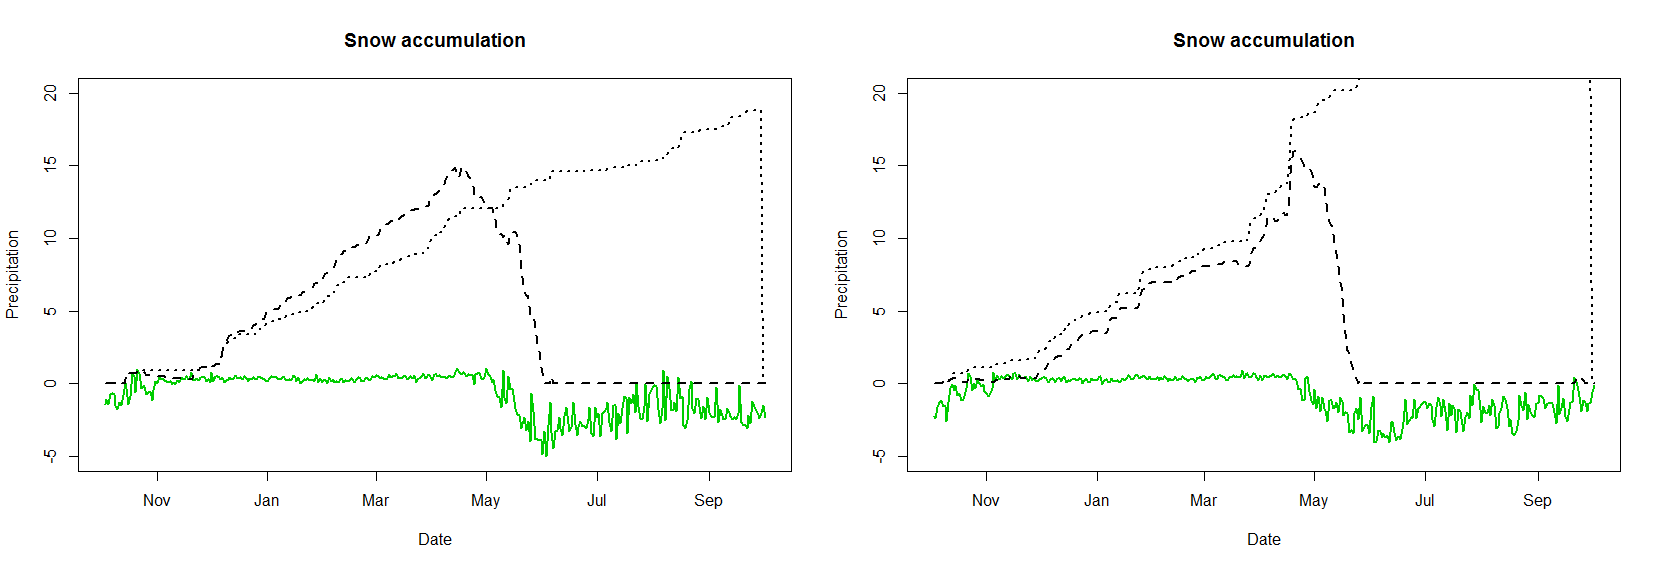 Snow accumulation
Precipitation
20
15
10
5
0
-5
Nov
Jan
Mar
May
Jul
Sep
Date
Snow accumulation
Precipitation
20
15
10
5
0
-5
Nov
Jan
Mar
May
Jul
Sep
Date